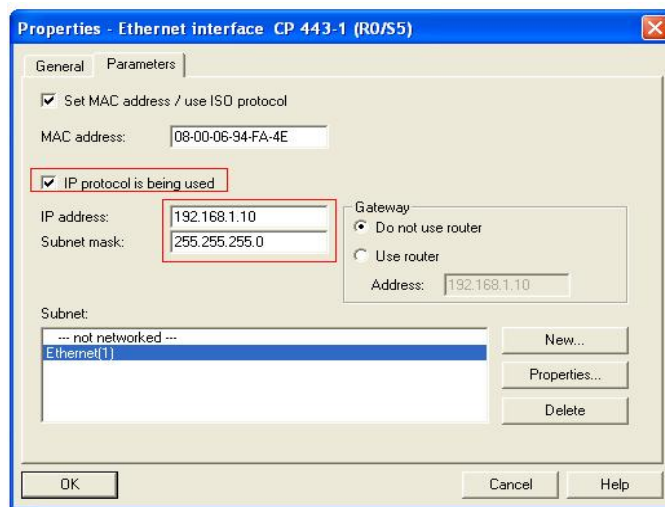 Properties - Ethernet interface CP 443-1 (R0/S5)
General
Parameters
Set MAC address / use ISO protocol
MAC address: 08-00-06-94-FA-4E
IP protocol is being used
IP address: 192.168.1.10
Subnet mask: 255.255.255.0
Gateway
Do not use router
Use router
Address: 192.168.1.10
Subnet:
--- not networked ---
Ethernet(1)
New...
Properties...
Delete
OK
Cancel
Help